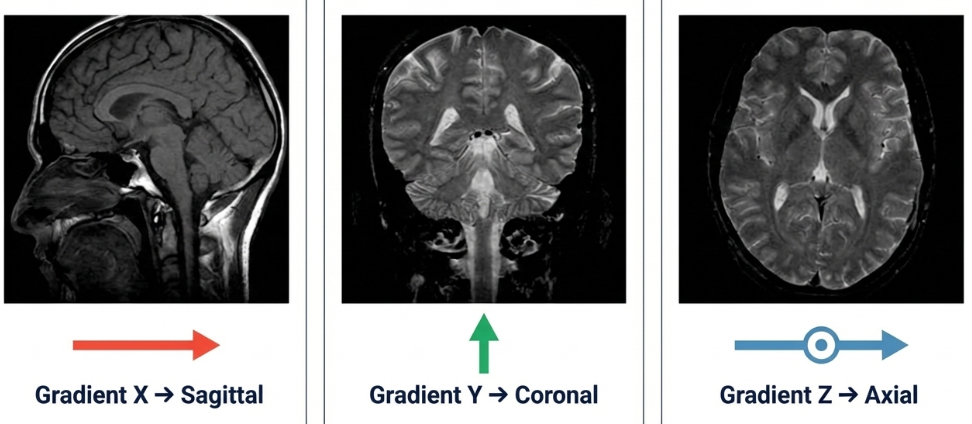 Gradient X → Sagittal
Gradient Y → Coronal
Gradient Z → Axial